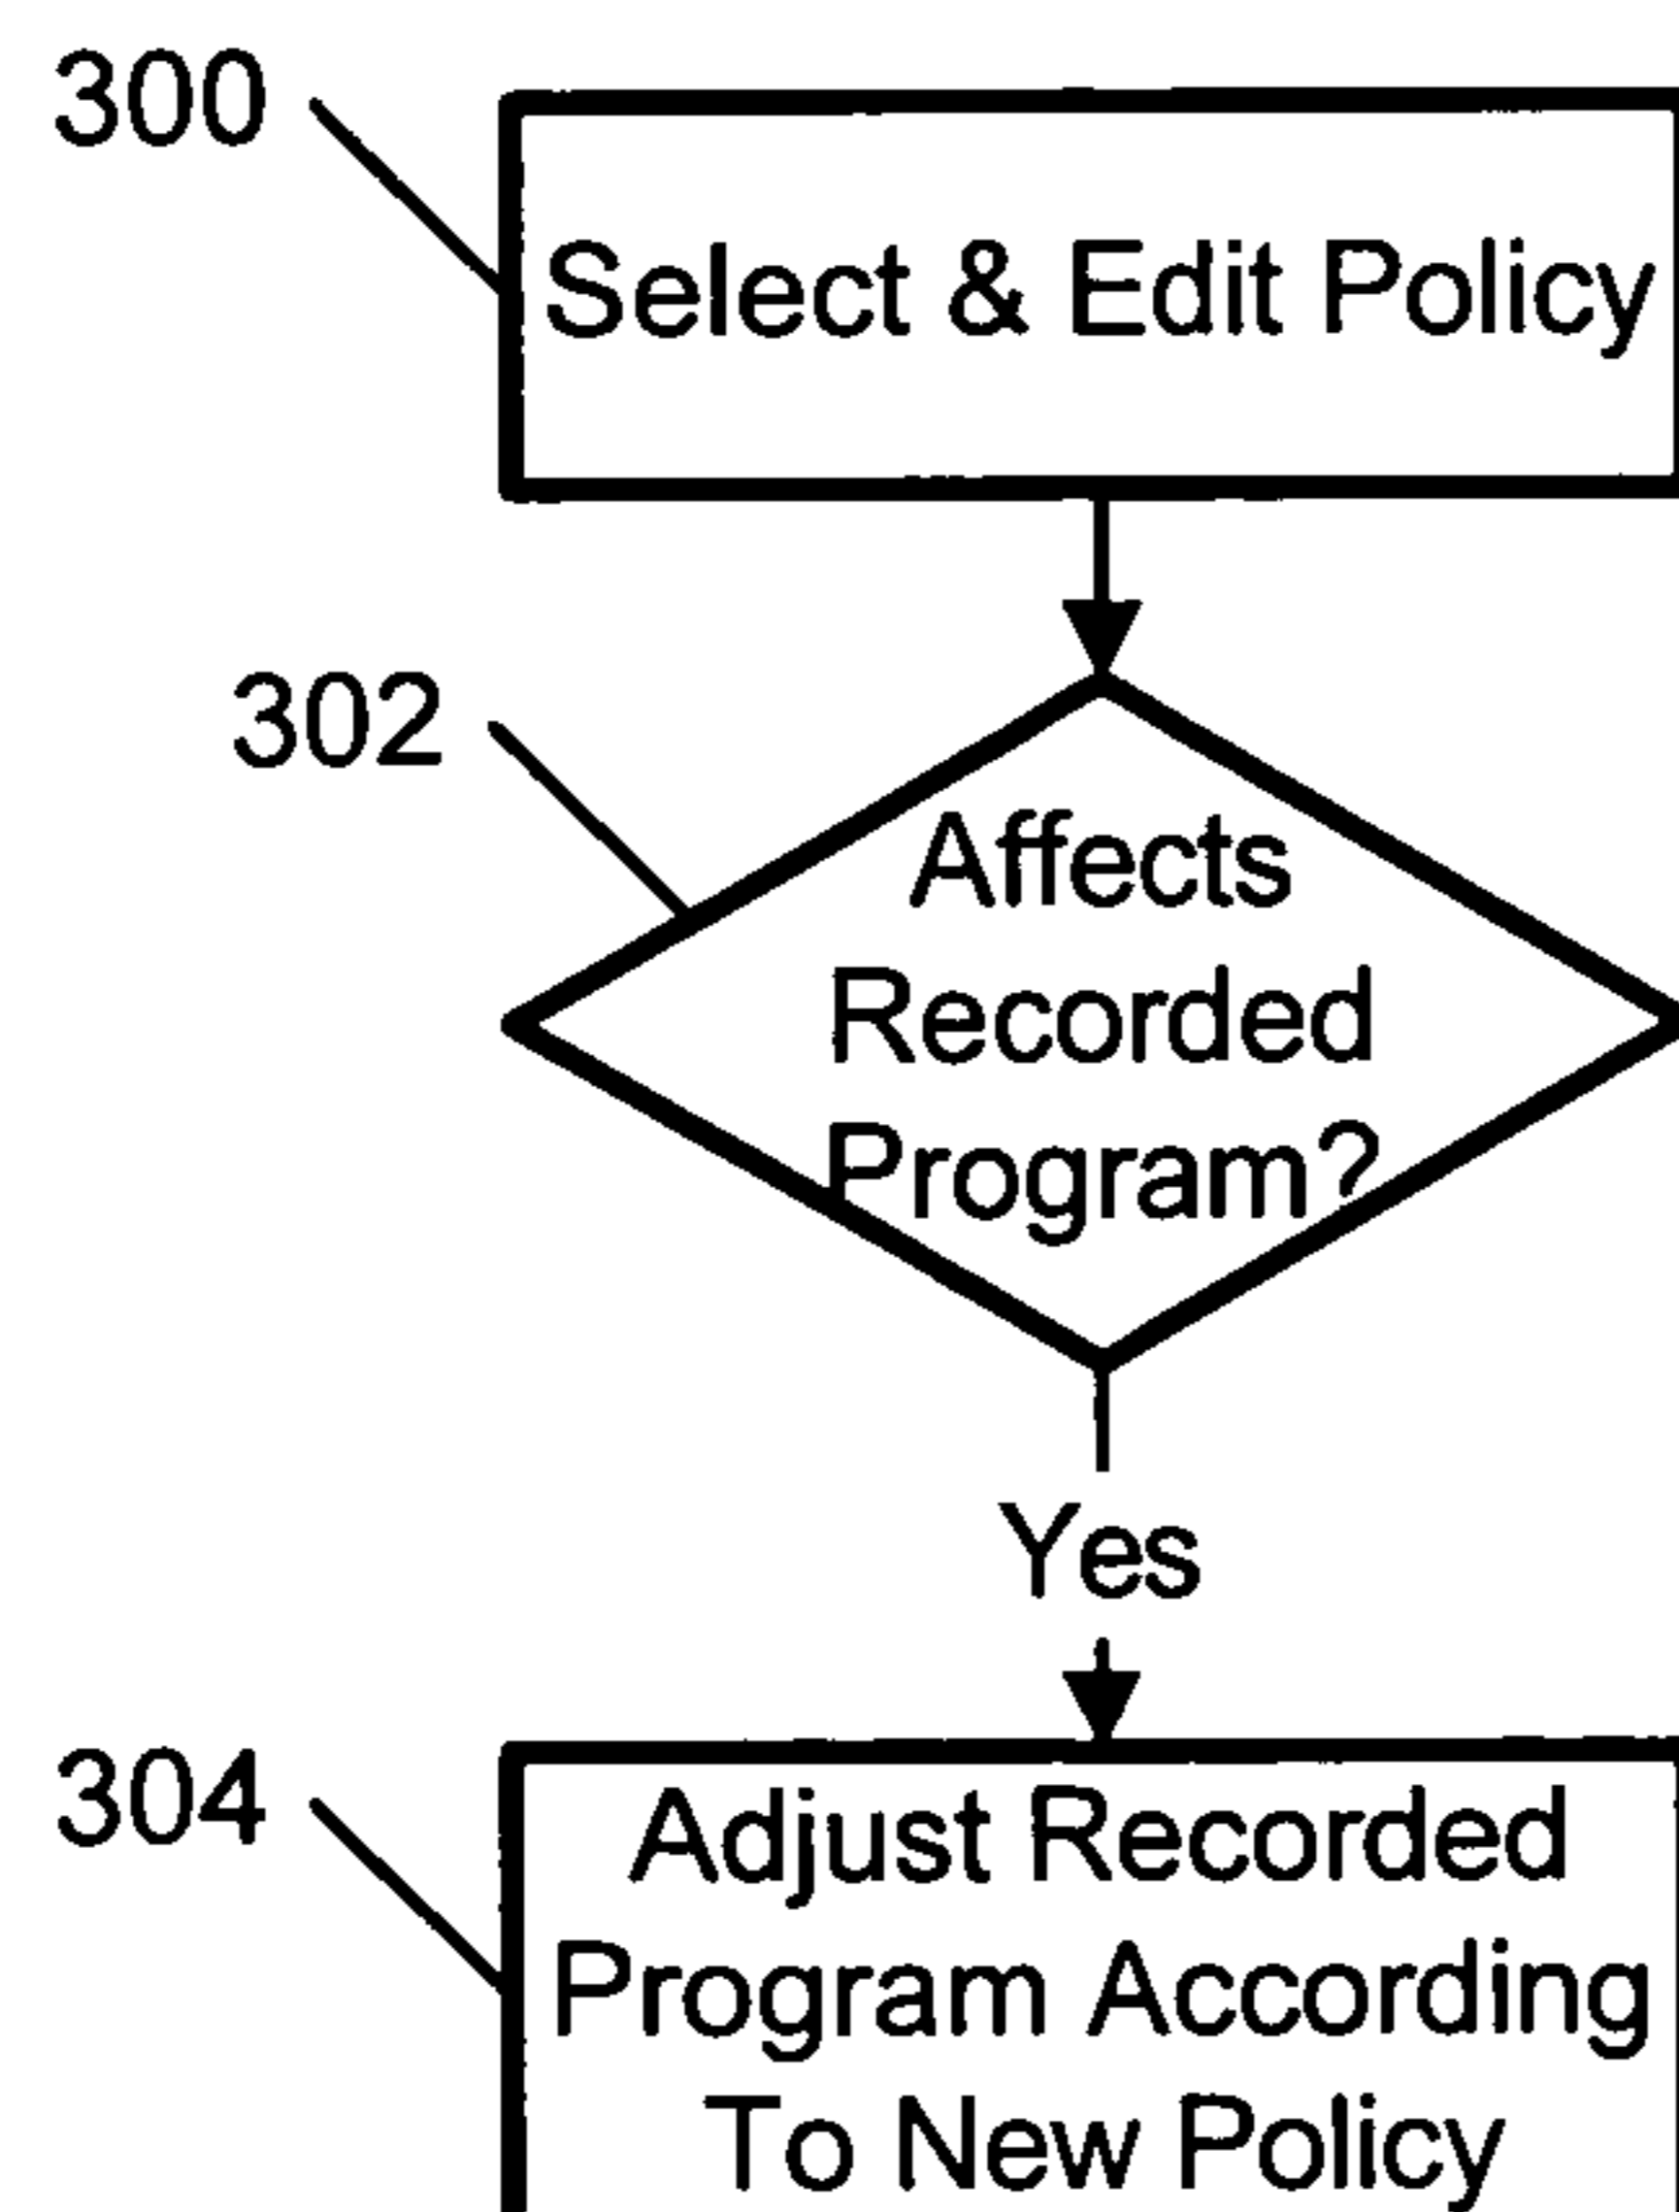 300
Select & Edit Policy
302
Affects
Recorded
Program?
Yes
304
Adjust Recorded
Program According
To New Policy